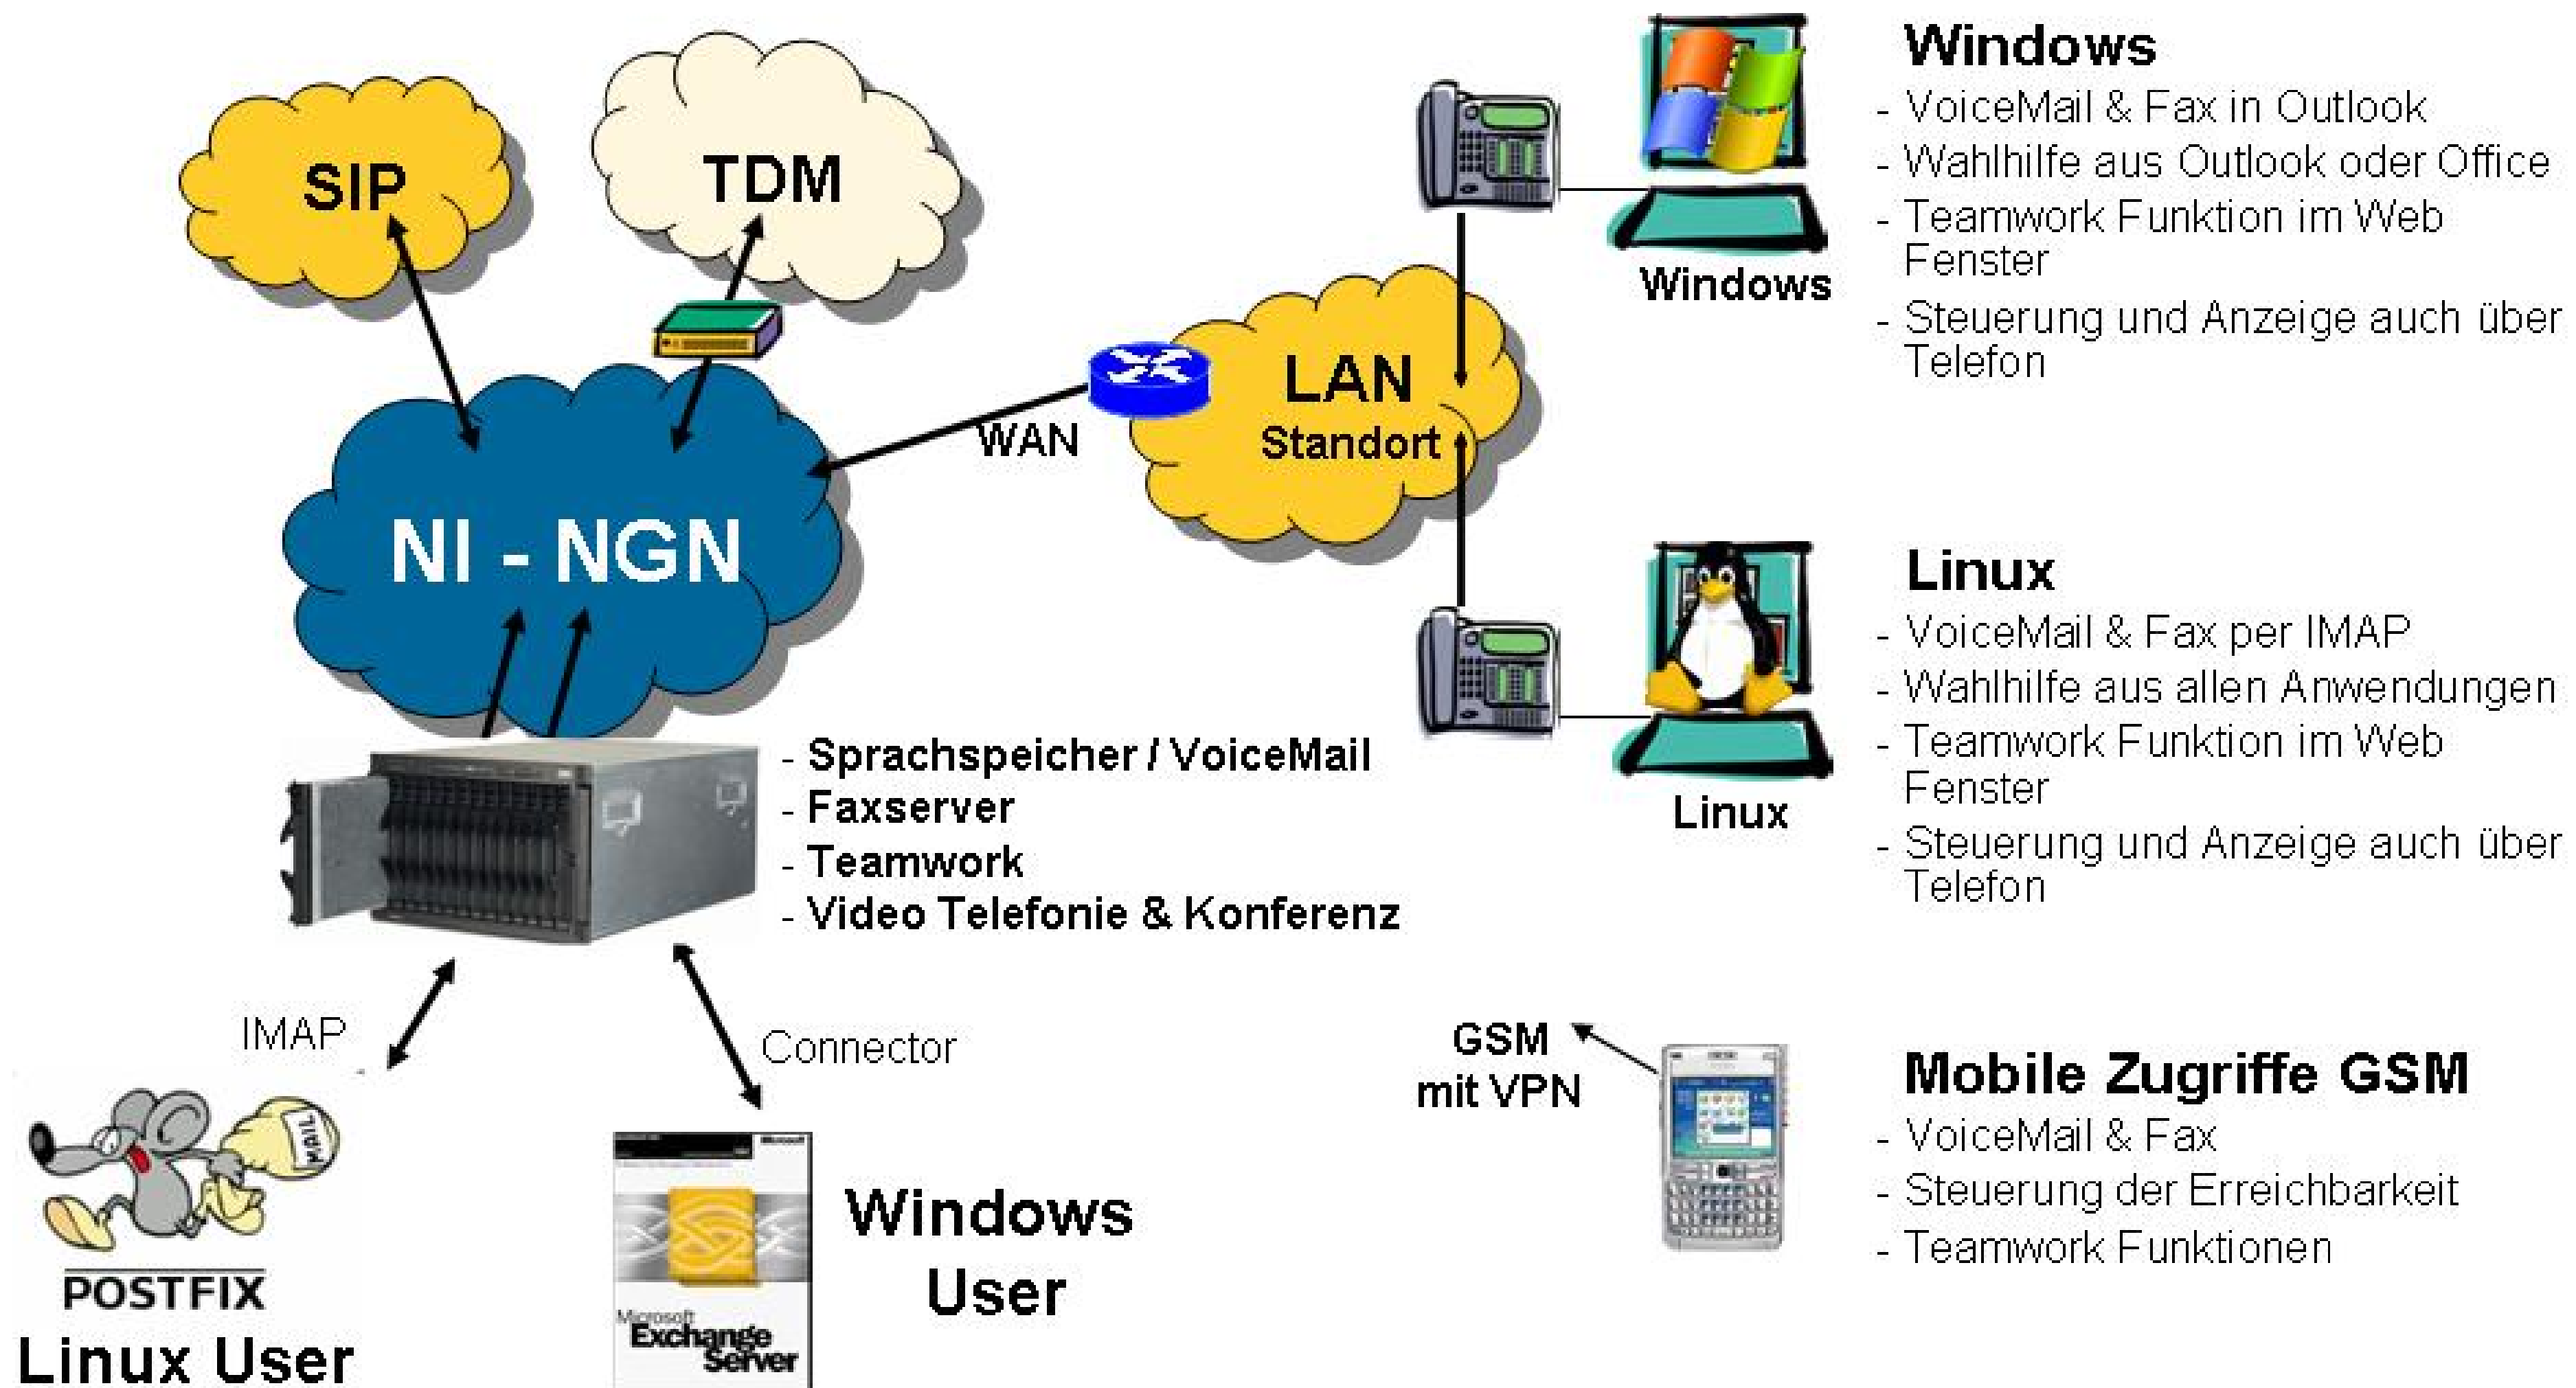 SIP
TDM
NI - NGN
WAN
LAN
Standort
Windows
Windows
- VoiceMail & Fax in Outlook
- Wahlhilfe aus Outlook oder Office
- Teamwork Funktion im Web
Fenster
- Steuerung und Anzeige auch über
Telefon
Linux
Linux
- VoiceMail & Fax per IMAP
- Wahlhilfe aus allen Anwendungen
- Teamwork Funktion im Web
Fenster
- Steuerung und Anzeige auch über
Telefon
- Sprachspeicher / VoiceMail
- Faxserver
- Teamwork
- Video Telefonie & Konferenz
IMAP
Connector
MAIL
POSTFIX
Linux User
Microsoft
Microsoft
Exchange
Server
Windows
User
GSM
mit VPN
Mobile Zugriffe GSM
- VoiceMail & Fax
- Steuerung der Erreichbarkeit
- Teamwork Funktionen